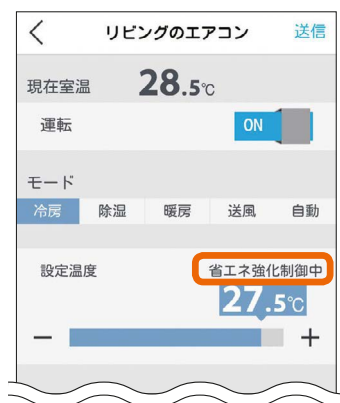 リビングのエアコン 送信
現在室温 28.5℃
運転 ON
モード
冷房 除湿 暖房 送風 自動
設定温度 省エネ強化制御中
27.5℃
− +